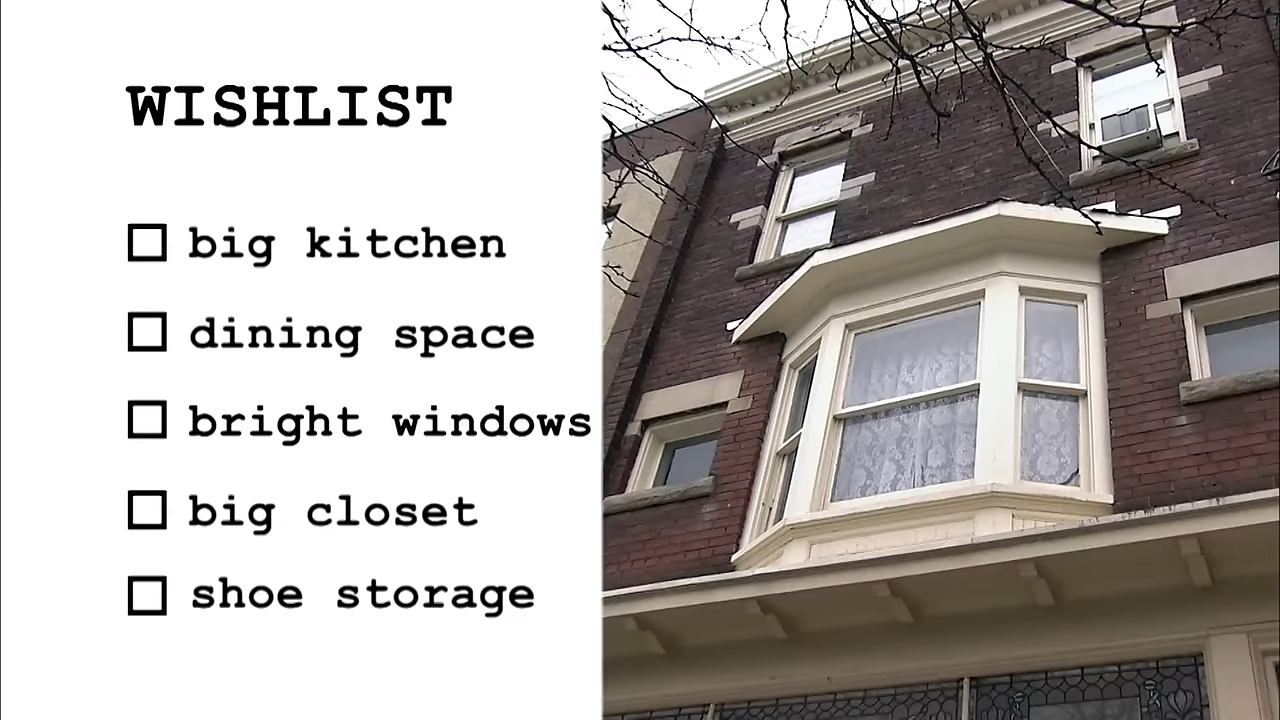 WISHLIST
big kitchen
dining space
bright windows
big closet
shoe storage